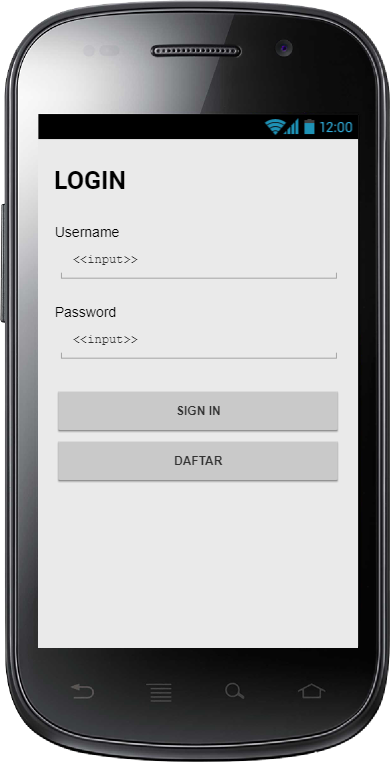 12:00
LOGIN
Username
<<input>>
Password
<<input>>
SIGN IN
DAFTAR